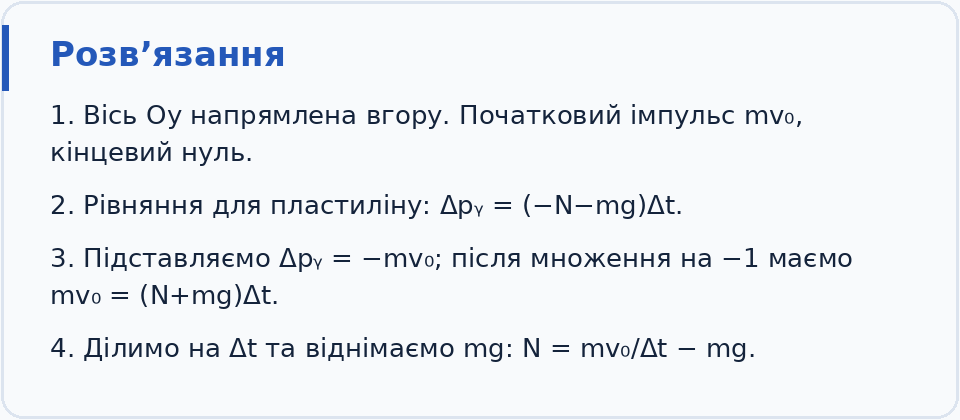 Розв’язання
1. Вісь Oy напрямлена вгору. Початковий імпульс mv₀,
кінцевий нуль.
2. Рівняння для пластиліну: Δpᵧ = (−N−mg)Δt.
3. Підставляємо Δpᵧ = −mv₀; після множення на −1 маємо
mv₀ = (N+mg)Δt.
4. Ділимо на Δt та віднімаємо mg: N = mv₀/Δt − mg.